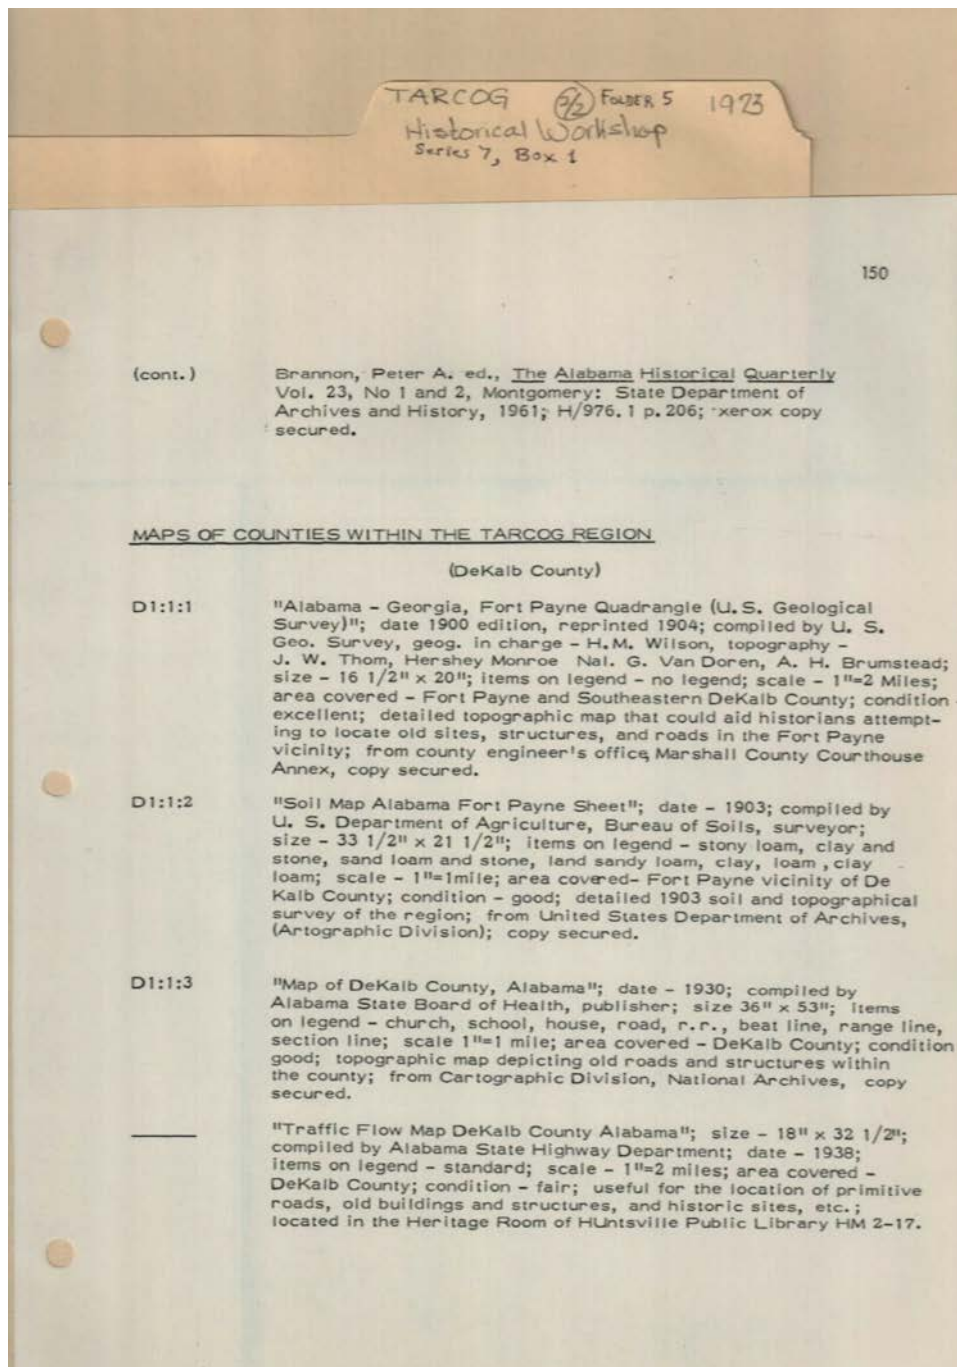 TARCOG 2/2 FOLDER 5 1973
Historical Workshop
Series 7, Box 1
150
(cont.) Brannon, Peter A. ed., The Alabama Historical Quarterly
Vol. 23, No 1 and 2, Montgomery: State Department of
Archives and History, 1961; H/976.1 p.206; xerox copy
secured.
MAPS OF COUNTIES WITHIN THE TARCOG REGION
(DeKalb County)
D1:1:1 "Alabama - Georgia, Fort Payne Quadrangle (U.S. Geological
Survey)"; date 1900 edition, reprinted 1904; compiled by U. S.
Geo. Survey, geog. in charge - H.M. Wilson, topography -
J. W. Thom, Hershey Monroe Nal. G. Van Doren, A. H. Brumstead;
size - 16 1/2" x 20"; items on legend - no legend; scale - 1"=2 Miles;
area covered - Fort Payne and Southeastern DeKalb County; condition -
excellent; detailed topographic map that could aid historians attempt-
ing to locate old sites, structures, and roads in the Fort Payne
vicinity; from county engineer's office, Marshall County Courthouse
Annex, copy secured.
D1:1:2 "Soil Map Alabama Fort Payne Sheet"; date - 1903; compiled by
U. S. Department of Agriculture, Bureau of Soils, surveyor;
size - 33 1/2" x 21 1/2"; items on legend - stony loam, clay and
stone, sand loam and stone, land sandy loam, clay, loam , clay
loam; scale - 1"=1mile; area covered- Fort Payne vicinity of De
Kalb County; condition - good; detailed 1903 soil and topographical
survey of the region; from United States Department of Archives,
(Artographic Division); copy secured.
D1:1:3 "Map of DeKalb County, Alabama"; date - 1930; compiled by
Alabama State Board of Health, publisher; size 36" x 53"; items
on legend - church, school, house, road, r.r., beat line, range line,
section line; scale 1"=1 mile; area covered - DeKalb County; condition
good; topographic map depicting old roads and structures within
the county; from Cartographic Division, National Archives, copy
secured.
"Traffic Flow Map DeKalb County Alabama"; size - 18" x 32 1/2";
compiled by Alabama State Highway Department; date - 1938;
items on legend - standard; scale - 1"=2 miles; area covered -
DeKalb County; condition - fair; useful for the location of primitive
roads, old buildings and structures, and historic sites, etc.;
located in the Heritage Room of HUntsville Public Library HM 2-17.